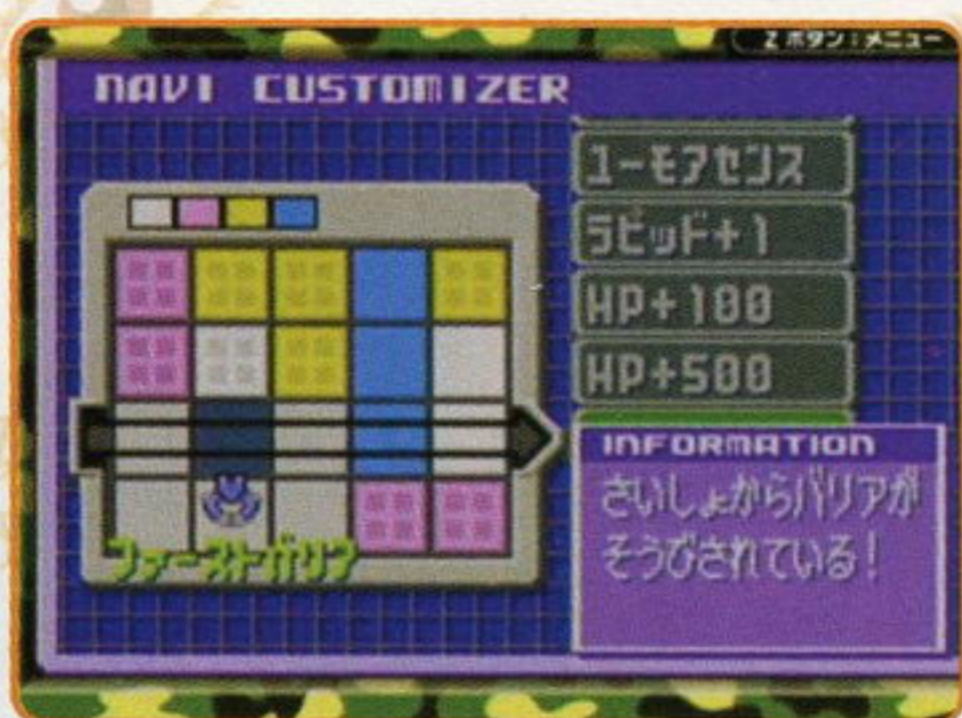 Zボタン:メニュー
NAVI CUSTOMIZER
ユーモアセンス
ラピッド+1
HP+100
HP+500
INFORMATION
さいしょからバリアが
そうびされている!
ファーストバリア